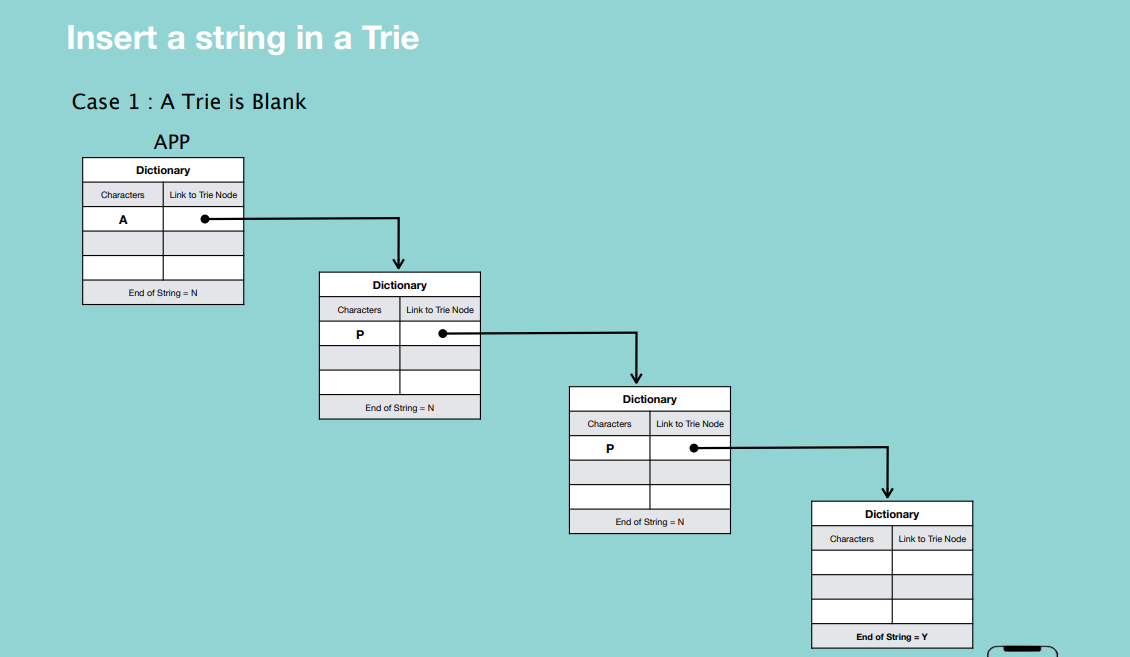 Insert a string in a Trie
Case 1 : A Trie is Blank
APP
Dictionary
Characters Link to Trie Node
A
End of String = N
Dictionary
Characters Link to Trie Node
P
End of String = N
Dictionary
Characters Link to Trie Node
P
End of String = N
Dictionary
Characters Link to Trie Node
End of String = Y